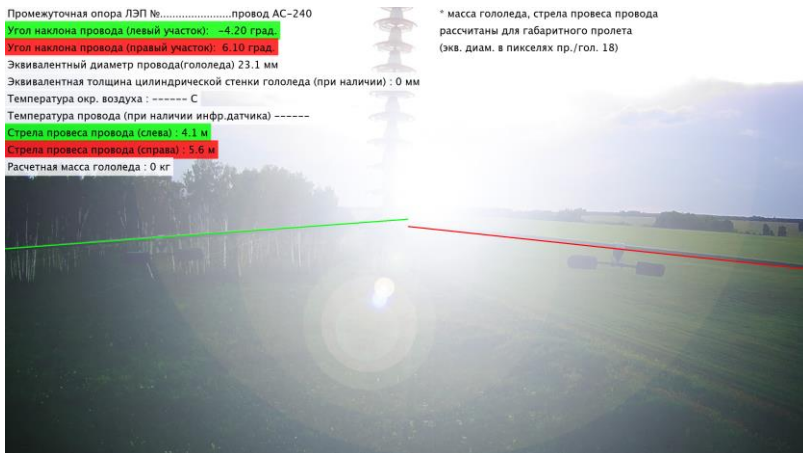 Промежуточная опора ЛЭП №.......................провод АС-240
Угол наклона провода (левый участок): -4.20 град.
Угол наклона провода (правый участок): 6.10 град.
Эквивалентный диаметр провода(гололеда) 23.1 мм
Эквивалентная толщина цилиндрической стенки гололеда (при наличии) : 0 мм
Температура окр. воздуха : ------ С
Температура провода (при наличии инфр.датчика) ------
Стрела провеса провода (слева) : 4.1 м
Стрела провеса провода (справа) : 5.6 м
Расчетная масса гололеда : 0 кг
* масса гололеда, стрела провеса провода
рассчитаны для габаритного пролета
(экв. диам. в пикселях пр./гол. 18)